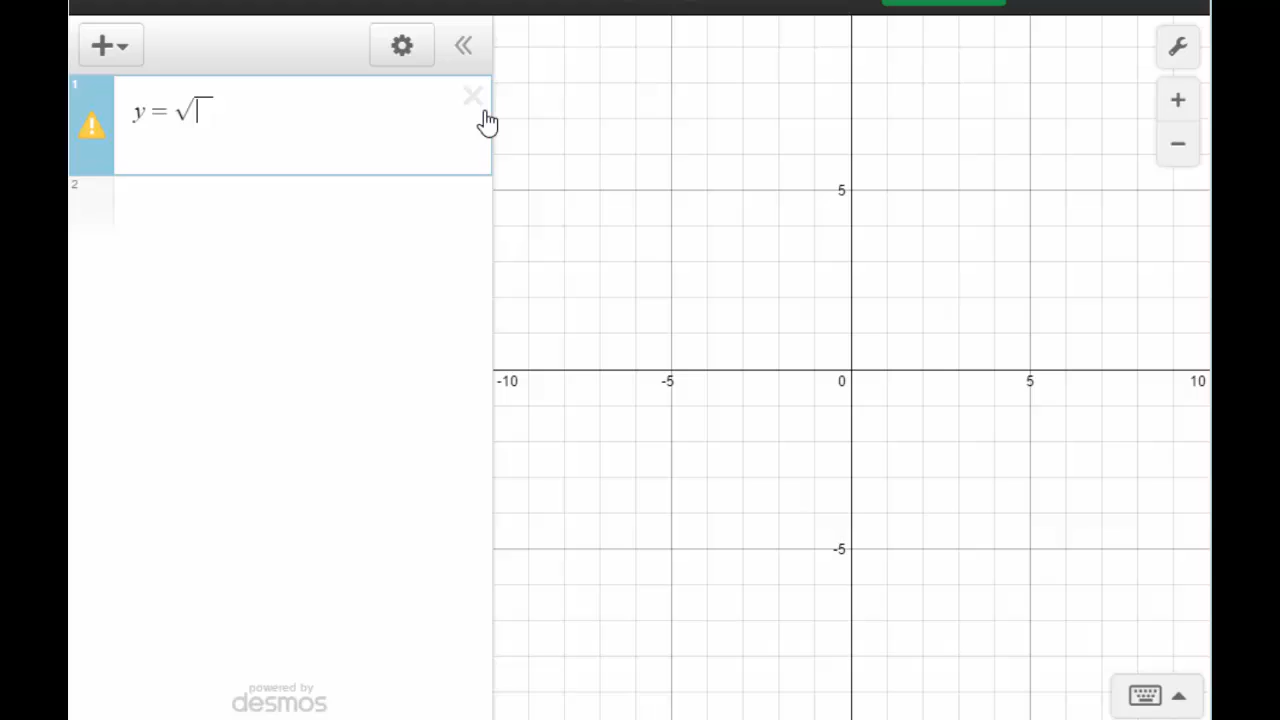 1
y = √
2
5
-10 -5 0 5 10
-5
powered by
desmos